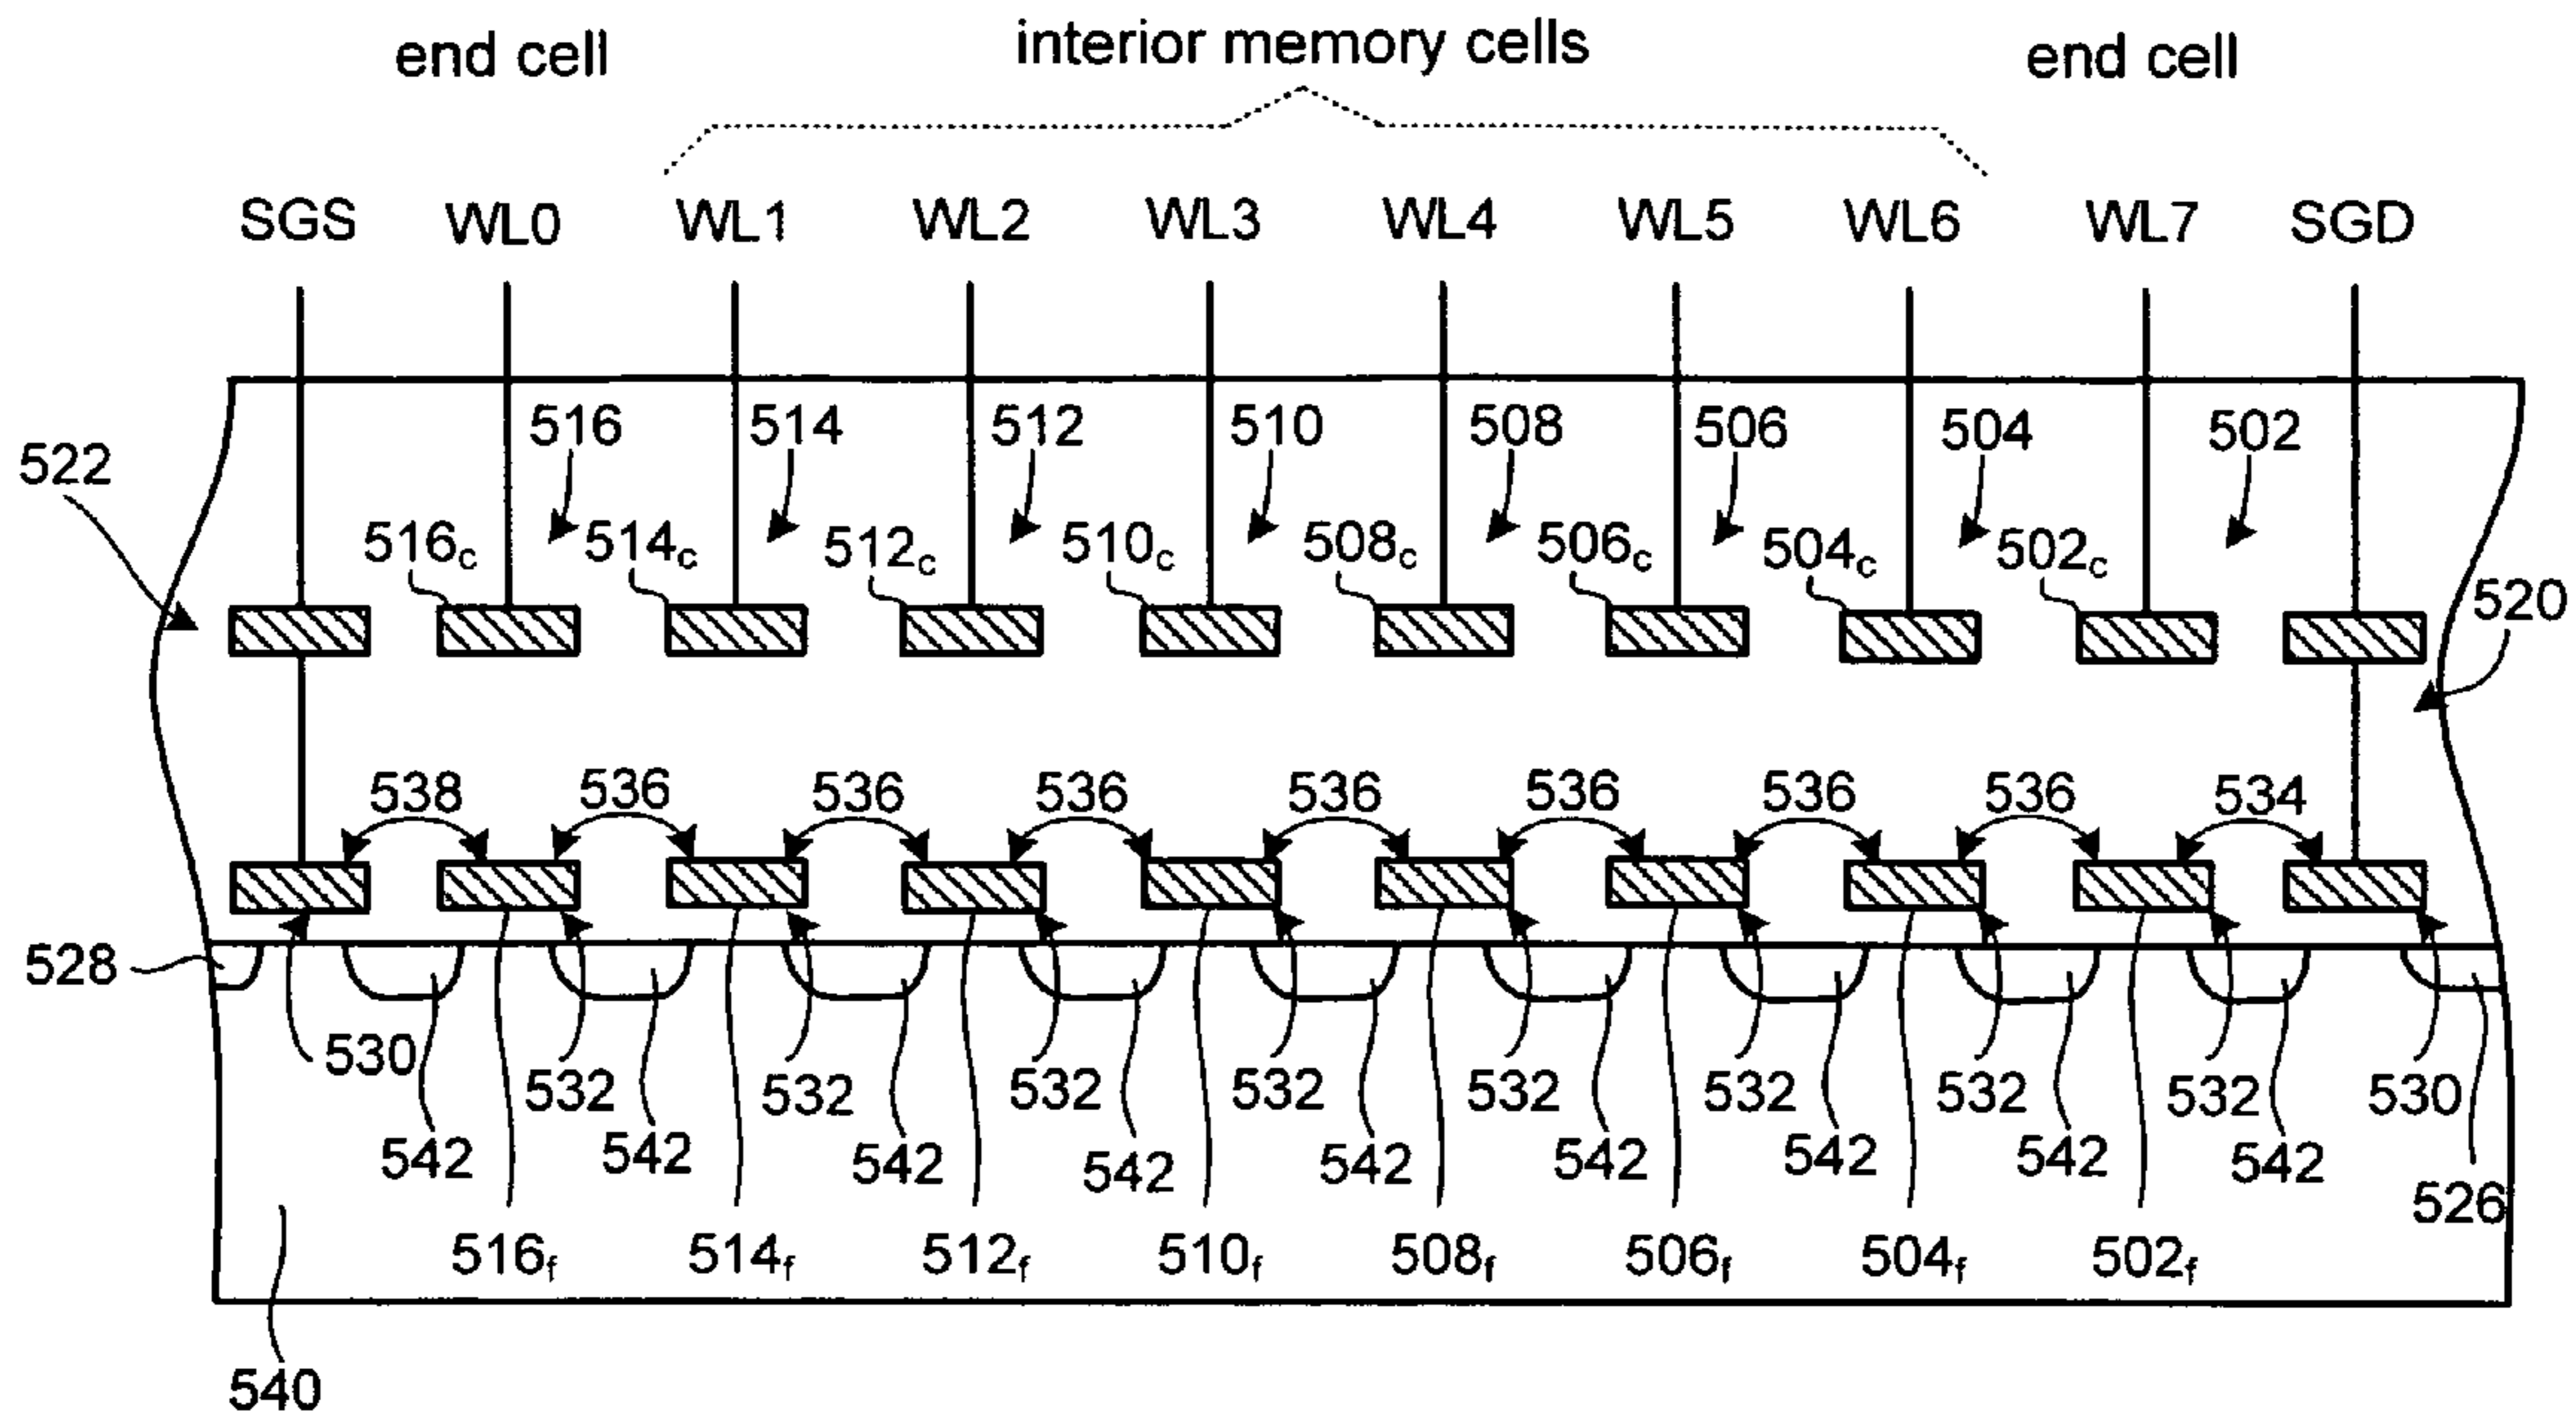 end cell interior memory cells end cell
SGS WL0 WL1 WL2 WL3 WL4 WL5 WL6 WL7 SGD
516 514 512 510 508 506 504 502
522
516c 514c 512c 510c 508c 506c 504c 502c
520
538 536 536 536 536 536 536 536 534
528
530 532 532 532 532 532 532 532 532 530
542 542 542 542 542 542 542 542 542
526
516f 514f 512f 510f 508f 506f 504f 502f
540